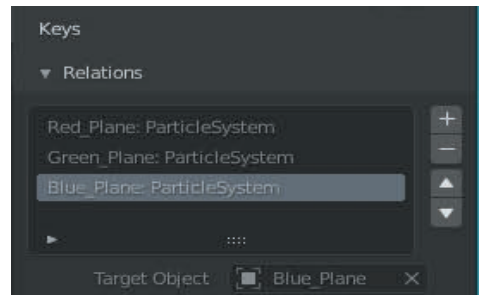 Keys
Relations
Red_Plane: ParticleSystem
Green_Plane: ParticleSystem
Blue_Plane: ParticleSystem
Target Object Blue_Plane